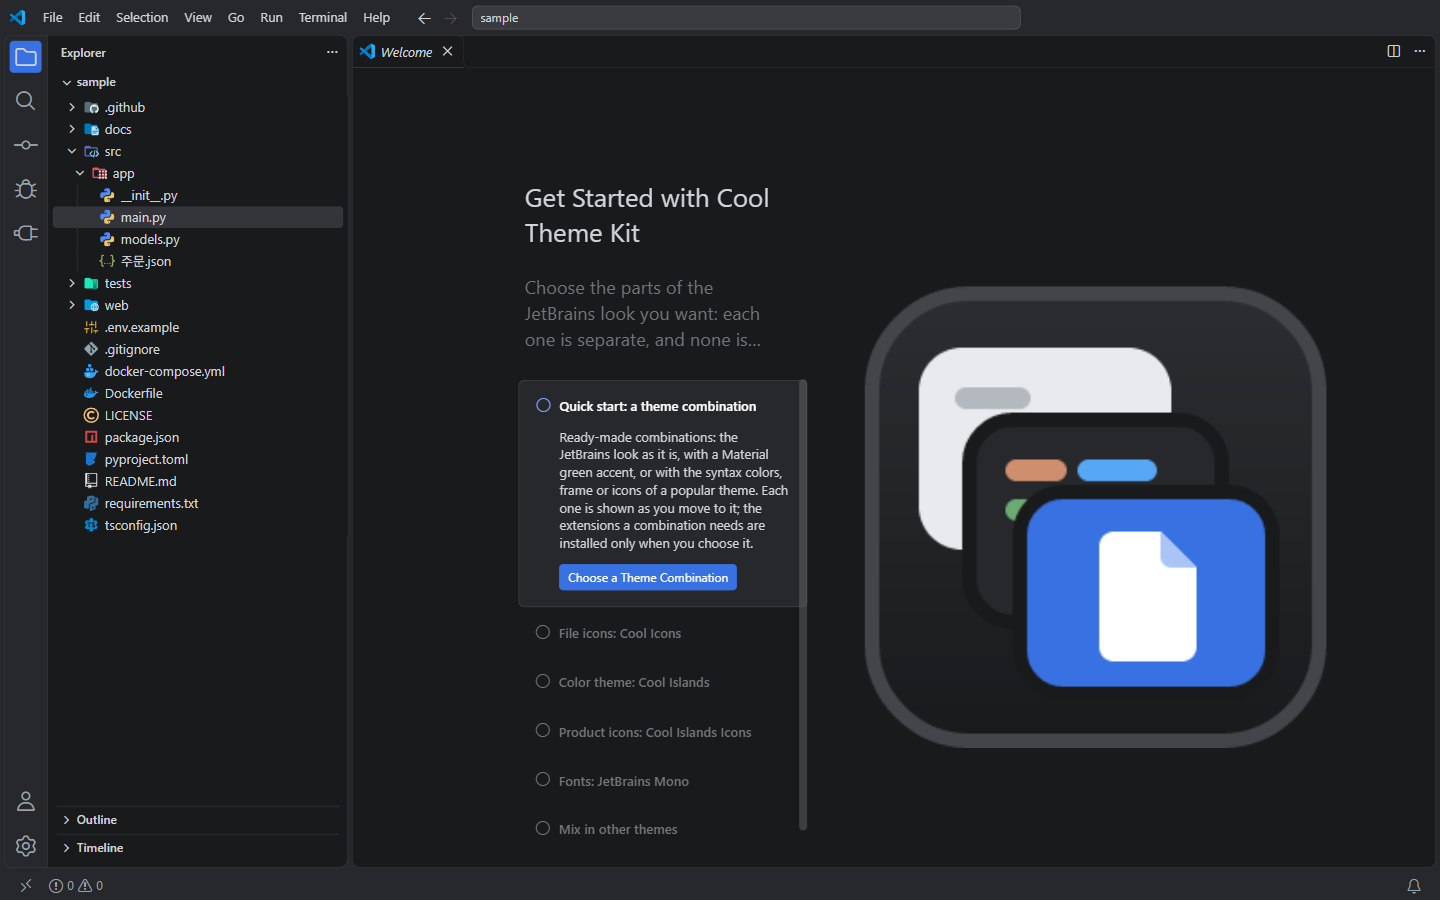 File Edit Selection View Go Run Terminal Help
sample
Explorer
sample
.github
docs
src
app
__init__.py
main.py
models.py
주문.json
tests
web
.env.example
.gitignore
docker-compose.yml
Dockerfile
LICENSE
package.json
pyproject.toml
README.md
requirements.txt
tsconfig.json
Outline
Timeline
Welcome
Get Started with Cool
Theme Kit
Choose the parts of the
JetBrains look you want: each
one is separate, and none is...
Quick start: a theme combination
Ready-made combinations: the
JetBrains look as it is, with a Material
green accent, or with the syntax colors,
frame or icons of a popular theme. Each
one is shown as you move to it; the
extensions a combination needs are
installed only when you choose it.
Choose a Theme Combination
File icons: Cool Icons
Color theme: Cool Islands
Product icons: Cool Islands Icons
Fonts: JetBrains Mono
Mix in other themes
0 0